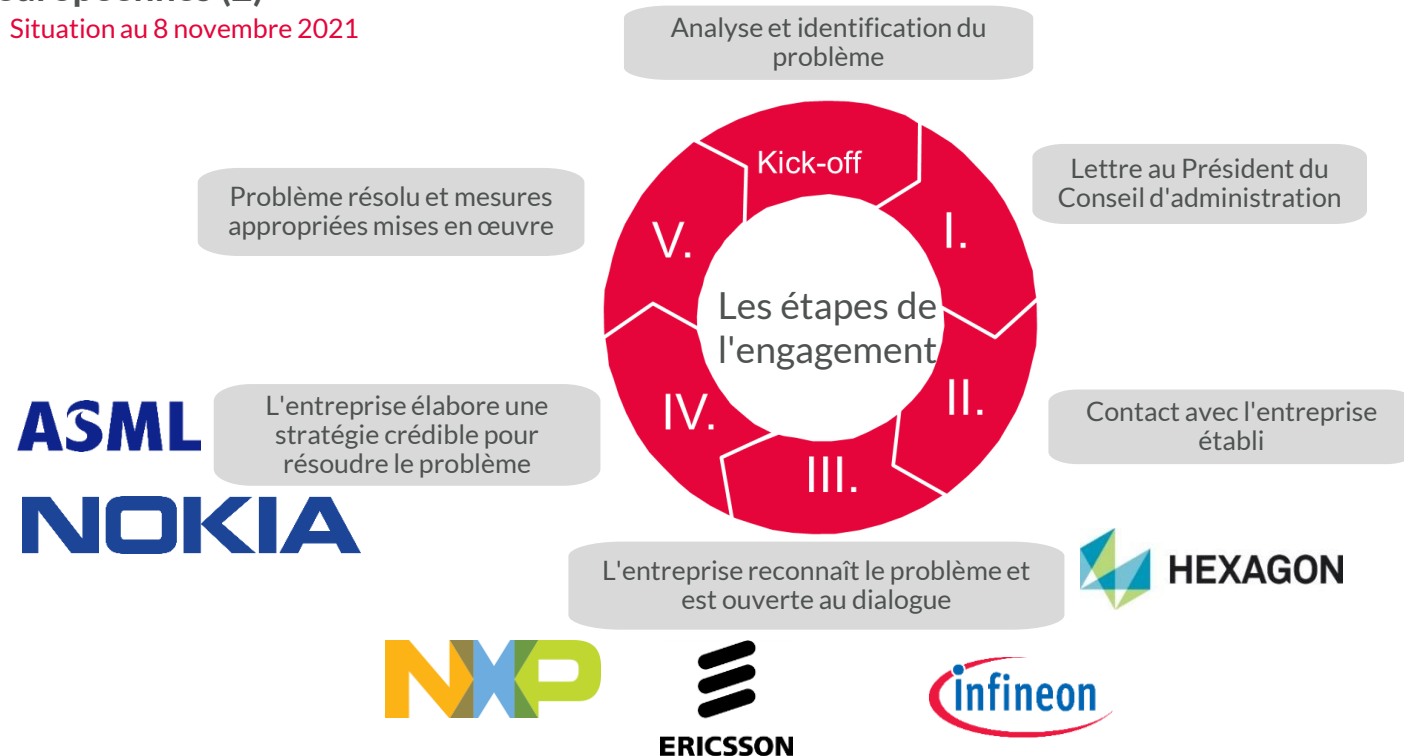 Situation au 8 novembre 2021
Analyse et identification du
problème
Kick-off
Lettre au Président du
Conseil d'administration
I.
Problème résolu et mesures
appropriées mises en œuvre
V.
Les étapes de
l'engagement
II.
Contact avec l'entreprise
établi
IV.
L'entreprise élabore une
stratégie crédible pour
résoudre le problème
ASML
NOKIA
III.
L'entreprise reconnaît le problème et
est ouverte au dialogue
HEXAGON
NXP
ERICSSON
infineon